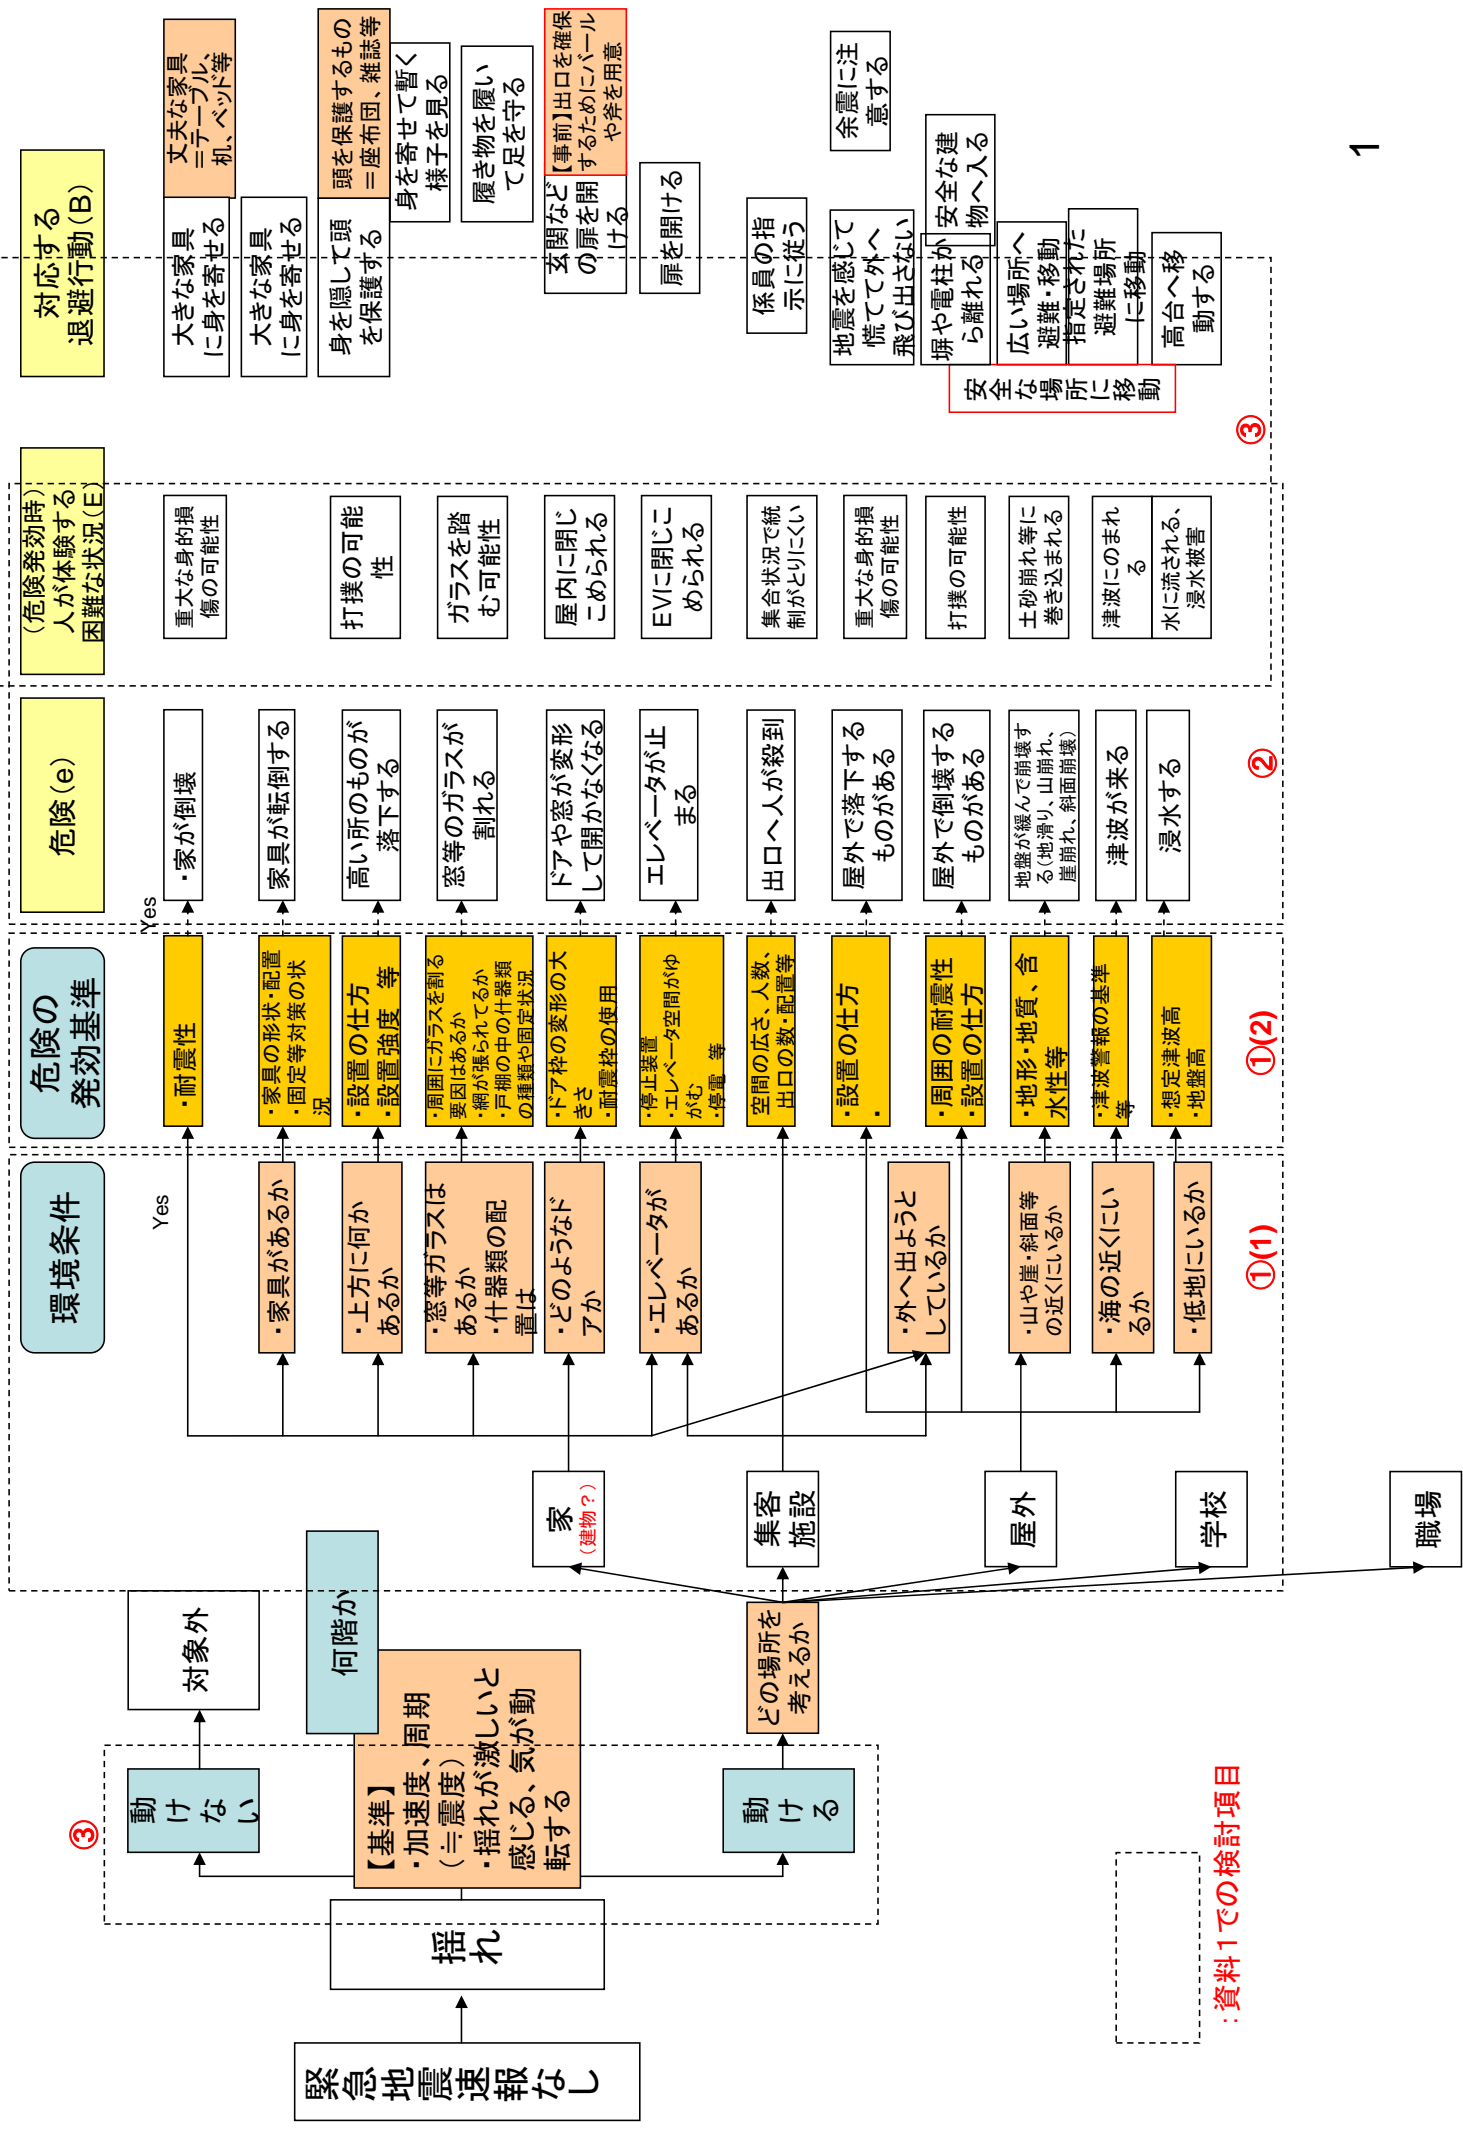 緊急地震速報なし
揺れ
③
動けない
対象外
【基準】
・加速度、周期
(≒震度)
・揺れが激しいと
感じる、気が動
転する
何階か
動ける
どの場所を
考えるか
家
(建物？)
集客
施設
屋外
学校
職場
環境条件
Yes
・家具があるか
・上方に何か
あるか
・窓等ガラスは
あるか
・什器類の配
置は
・どのようなド
アか
・エレベータが
あるか
・外へ出ようと
しているか
・山や崖・斜面等
の近くにいるか
・海の近くにい
るか
・低地にいるか
①(1)
危険の
発効基準
・耐震性
・家具の形状・配置
・固定等対策の状
況
・設置の仕方
・設置強度 等
・周囲にガラスを割る
要因はあるか
・網が張られてるか
・戸棚の中の什器類
の種類や固定状況
・ドア枠の変形の大
きさ
・耐震枠の使用
・停止装置
・エレベータ空間がゆ
がむ
・停電 等
空間の広さ、人数、
出口の数・配置等
・設置の仕方
・
・周囲の耐震性
・設置の仕方
・地形・地質、含
水性等
・津波警報の基準
等
・想定津波高
・地盤高
①(2)
危険(e)
Yes
・家が倒壊
家具が転倒する
高い所のものが
落下する
窓等のガラスが
割れる
ドアや窓が変形
して開かなくなる
エレベータが止
まる
出口へ人が殺到
屋外で落下する
ものがある
屋外で倒壊する
ものがある
地盤が緩んで崩壊す
る(地滑り、山崩れ、
崖崩れ、斜面崩壊)
津波が来る
浸水する
②
(危険発効時)
人が体験する
困難な状況(E)
重大な身的損
傷の可能性
打撲の可能
性
ガラスを踏
む可能性
屋内に閉じ
こめられる
EVに閉じこ
められる
集合状況で統
制がとりにくい
重大な身的損
傷の可能性
打撲の可能性
土砂崩れ等に
巻き込まれる
津波にのまれ
る
水に流される、
浸水被害
③
対応する
退避行動(B)
大きな家具
に身を寄せる
丈夫な家具
＝テーブル、
机、ベッド等
大きな家具
に身を寄せる
身を隠して頭
を保護する
頭を保護するもの
＝座布団、雑誌等
身を寄せて暫く
様子を見る
履き物を履い
て足を守る
玄関など
の扉を開
ける
【事前】出口を確保
するためにバール
や斧を用意
扉を開ける
係員の指
示に従う
地震を感じて
慌てて外へ
飛び出さない
余震に注
意する
塀や電柱か
ら離れる
安全な建
物へ入る
広い場所へ
避難・移動
指定された
避難場所
に移動
高台へ移
動する
安全な場所に移動
：資料１での検討項目
1